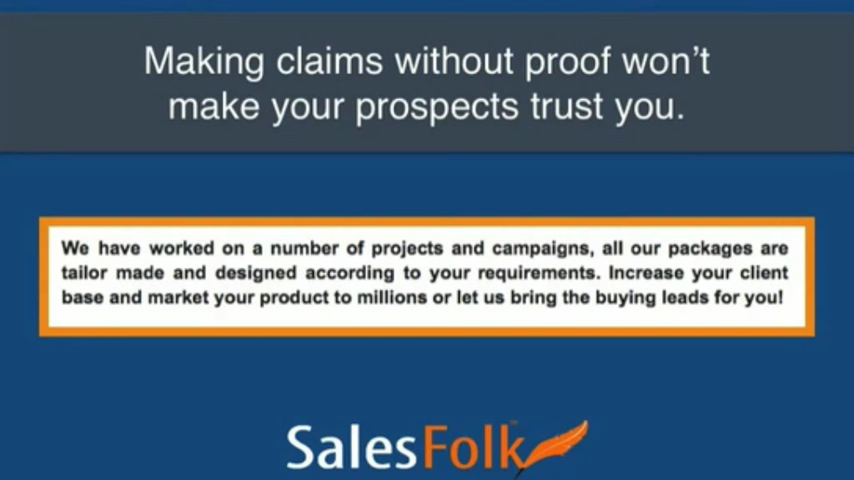 Making claims without proof won't
make your prospects trust you.
We have worked on a number of projects and campaigns, all our packages are
tailor made and designed according to your requirements. Increase your client
base and market your product to millions or let us bring the buying leads for you!
SalesFolk